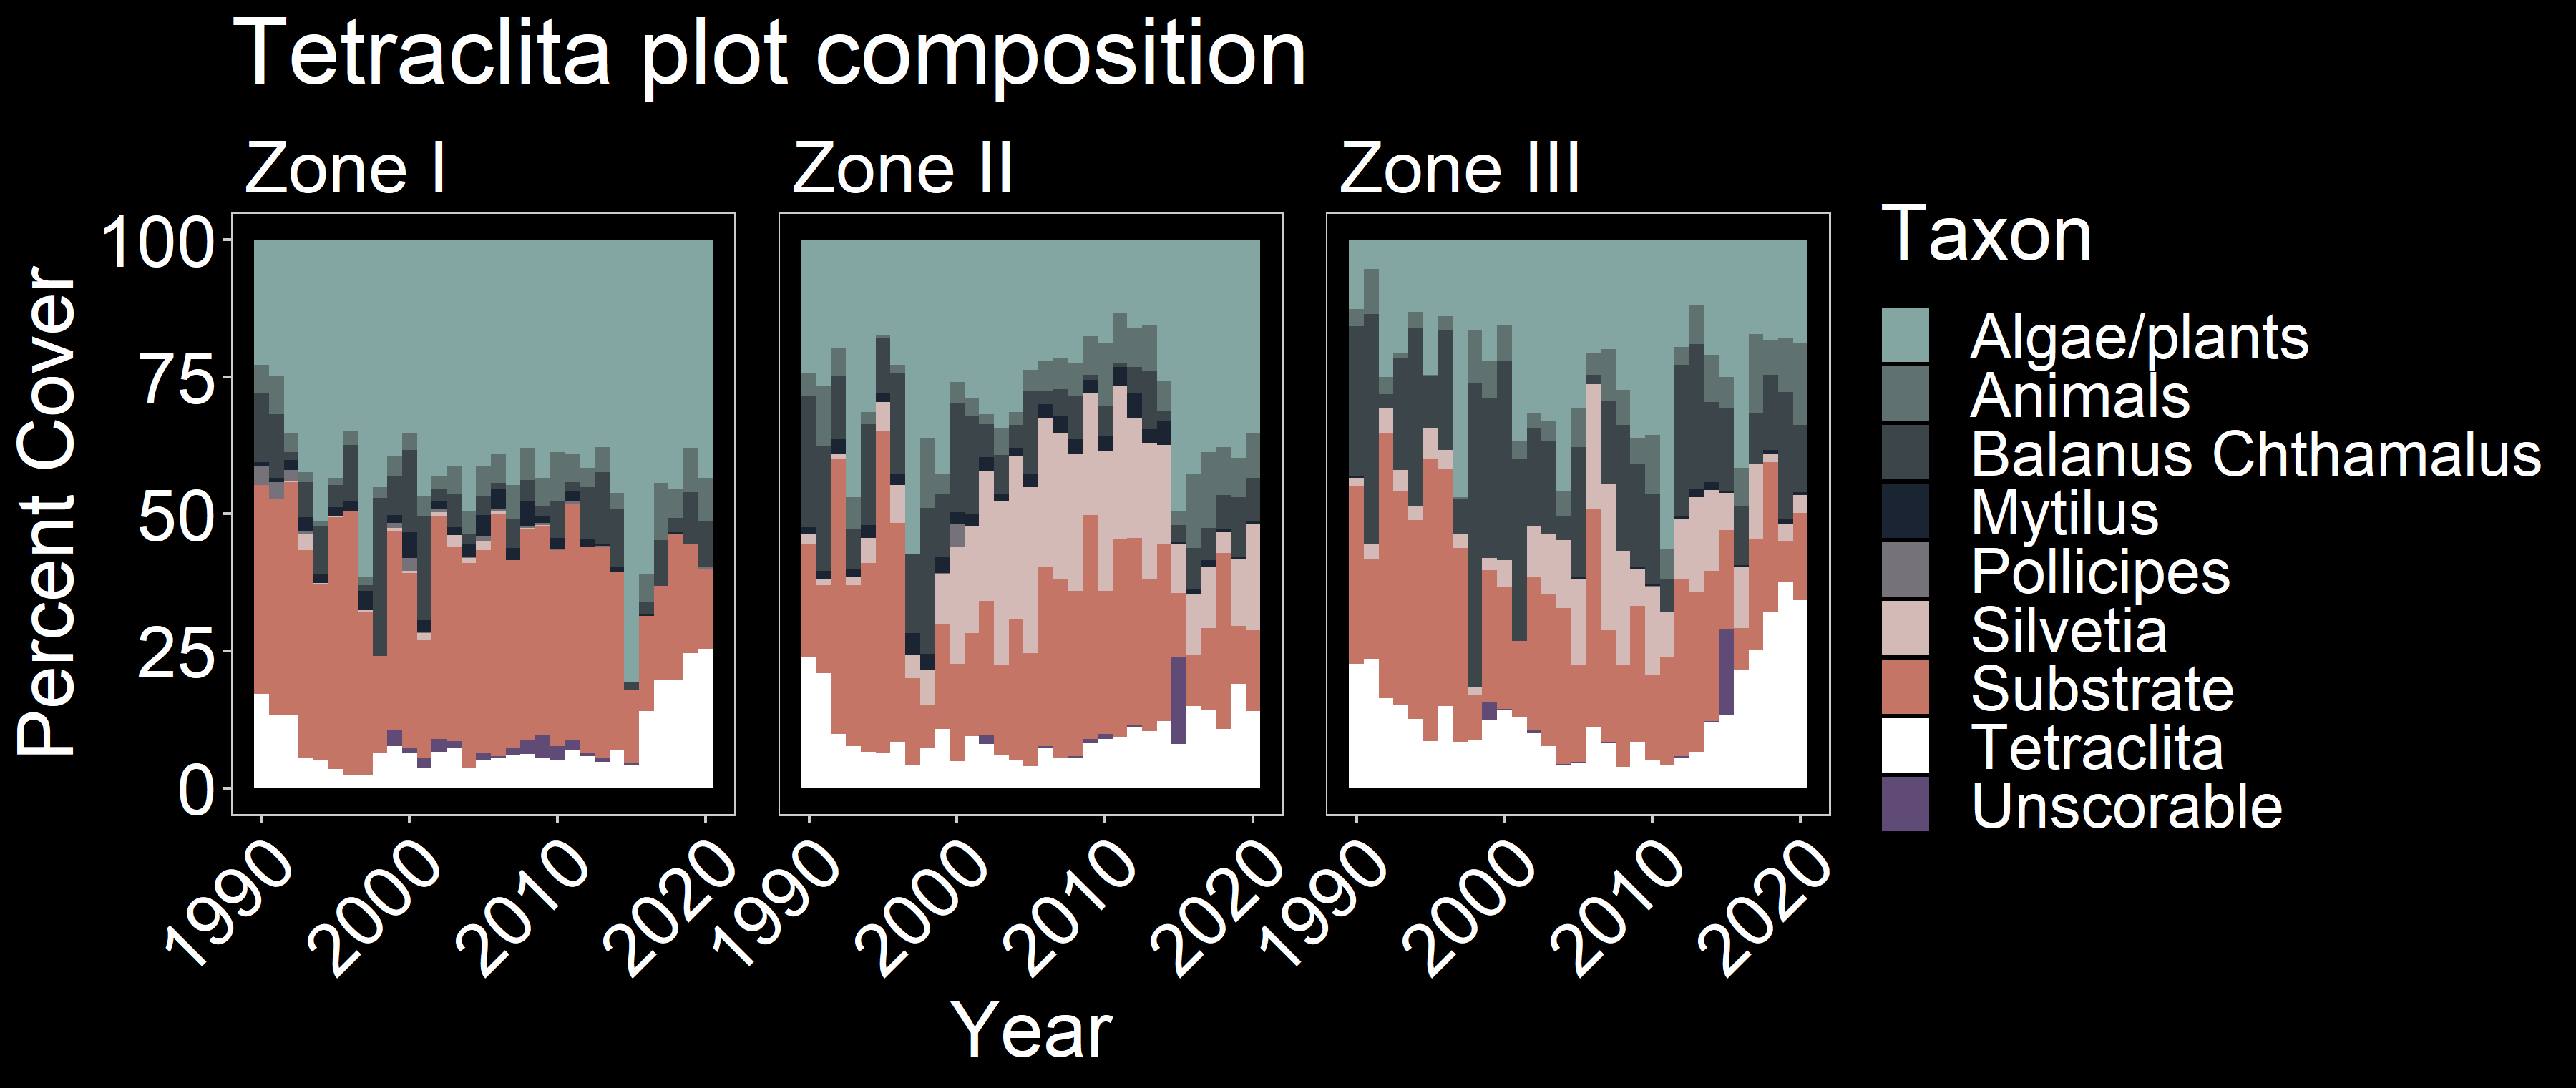 Tetraclita plot composition
Zone I
Zone II
Zone III
Percent Cover
100
75
50
25
0
1990
2000
2010
2020
1990
2000
2010
2020
1990
2000
2010
2020
Year
Taxon
Algae/plants
Animals
Balanus Chthamalus
Mytilus
Pollicipes
Silvetia
Substrate
Tetraclita
Unscorable